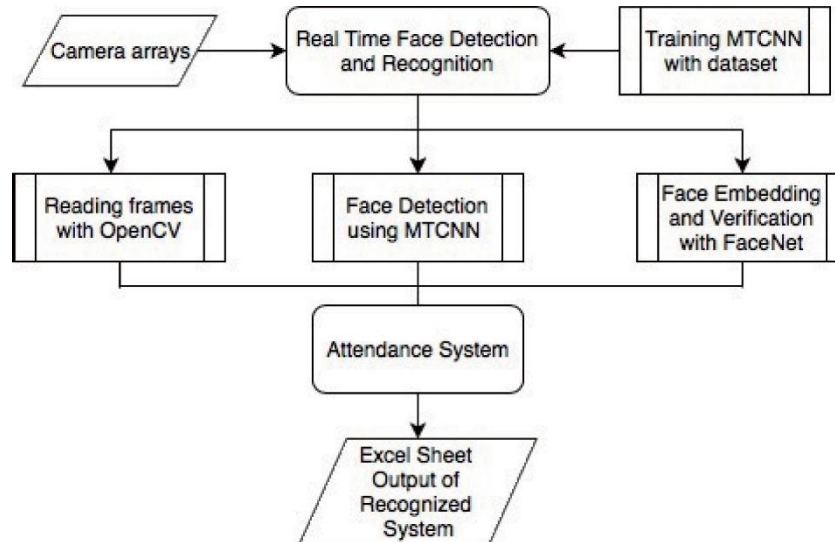 Camera arrays
Real Time Face Detection
and Recognition
Training MTCNN
with dataset
Reading frames
with OpenCV
Face Detection
using MTCNN
Face Embedding
and Verification
with FaceNet
Attendance System
Excel Sheet
Output of
Recognized
System